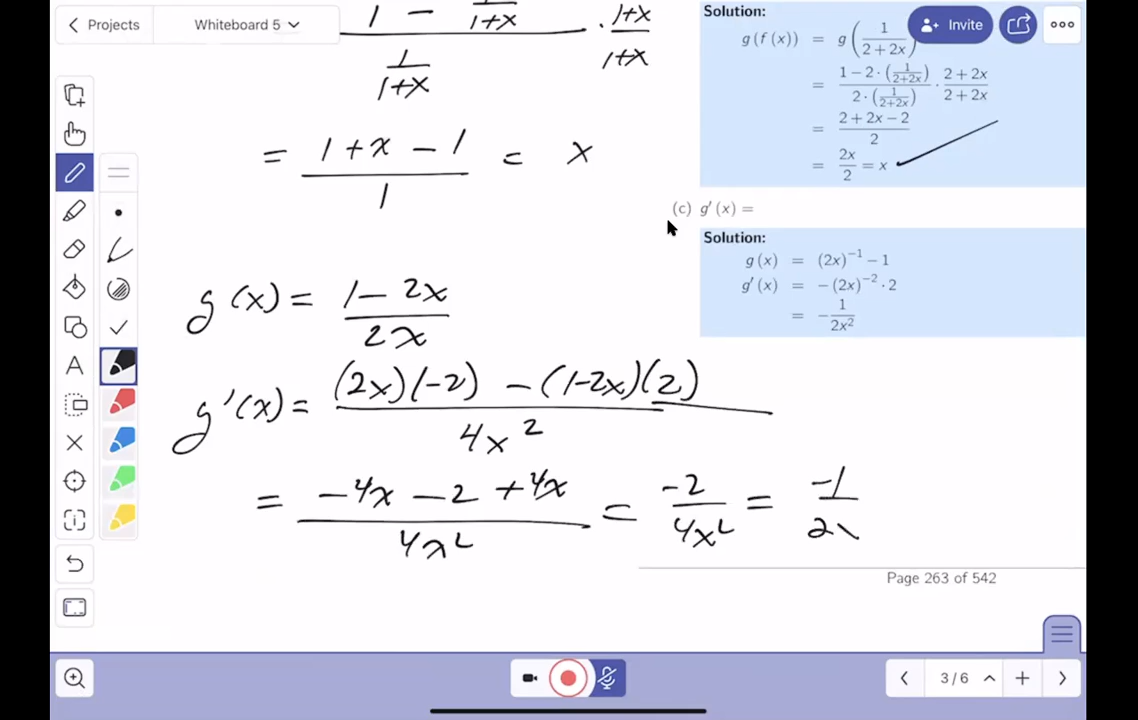 Projects
Whiteboard 5
1 - 1/(1+x) · (1+x)/(1+x)
1/(1+x)
= (1 + x - 1)/1 = x
g(x) = (1 - 2x)/(2x)
g'(x) = ((2x)(-2) - (1-2x)(2))/(4x²)
= (-4x - 2 + 4x)/(4x²) = -2/(4x²) = -1/2x
Solution:
g(f(x)) = g(1/(2+2x))
= (1 - 2·(1/(2+2x)))/(2·(1/(2+2x))) · (2+2x)/(2+2x)
= (2+2x-2)/2
= 2x/2 = x
(c) g′(x) =
Solution:
g(x) = (2x)⁻¹ − 1
g′(x) = −(2x)⁻² · 2
= −1/(2x²)
Page 263 of 542
Invite
A
3 / 6